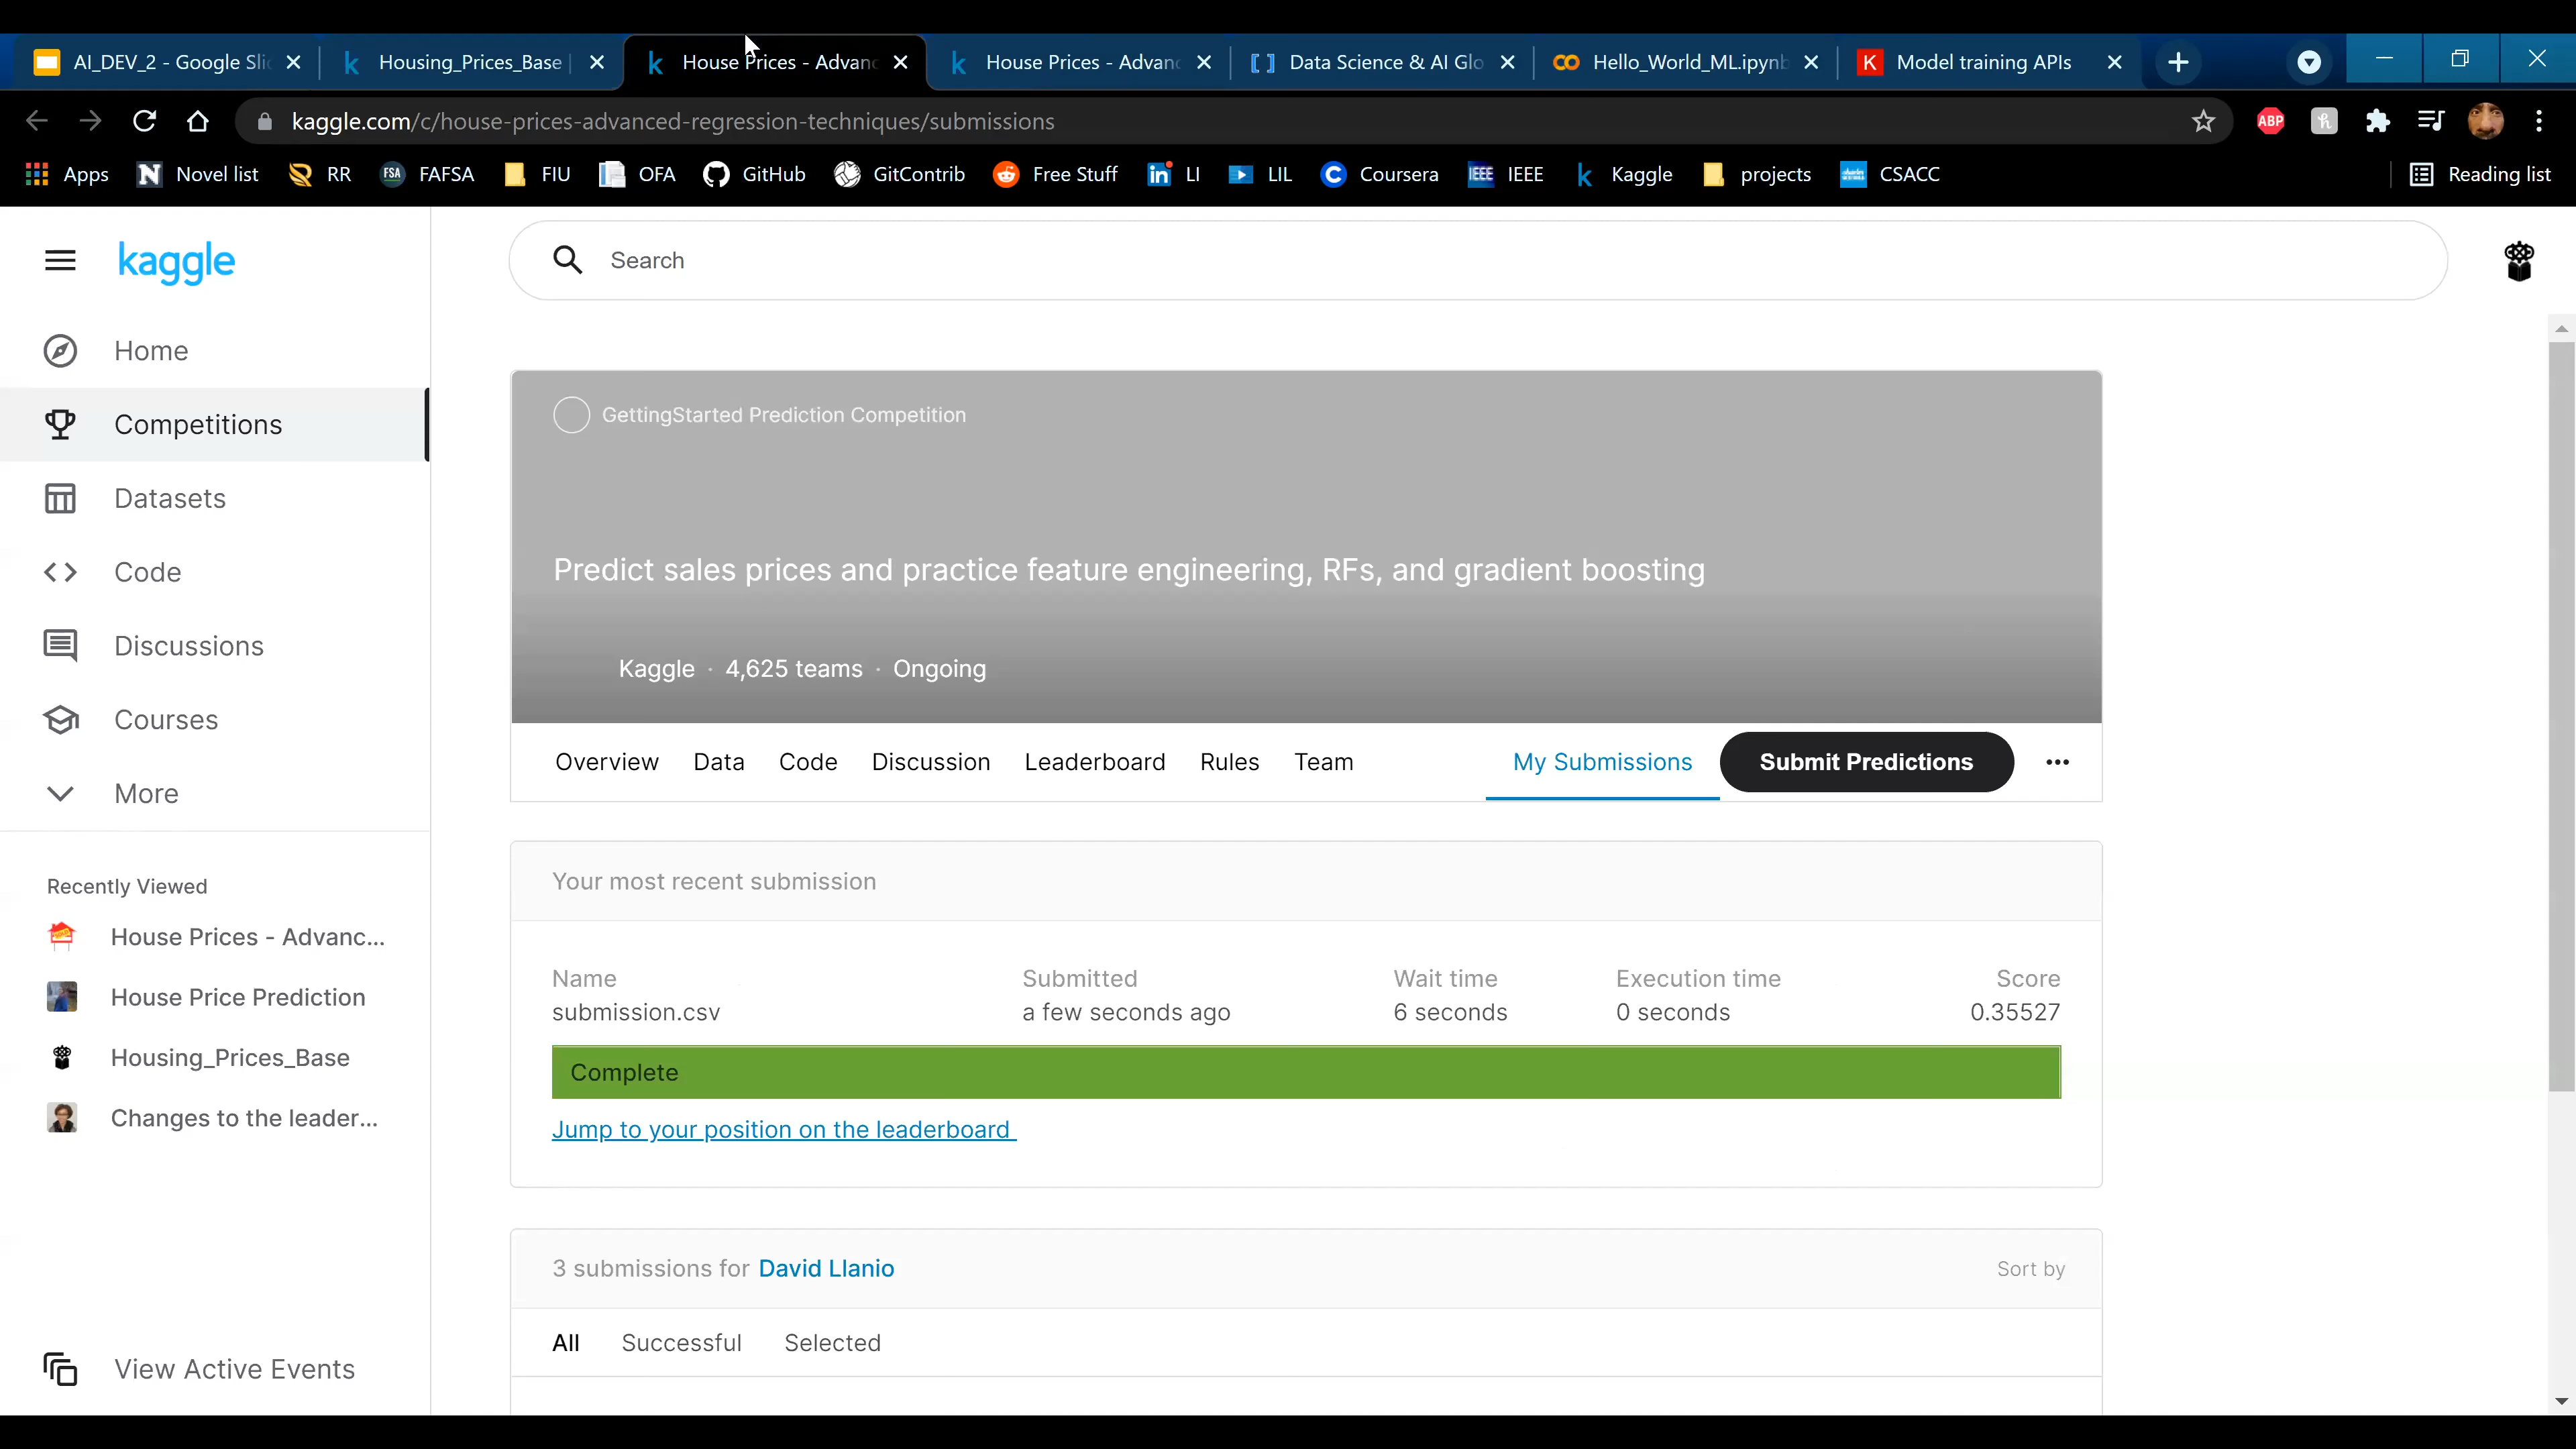 AI_DEV_2 - Google Sli
Housing_Prices_Base
House Prices - Advanc
House Prices - Advanc
Data Science & AI Glo
Hello_World_ML.ipynb
K Model training APIs
kaggle.com/c/house-prices-advanced-regression-techniques/submissions
ABP
Apps
Novel list
RR
FSA FAFSA
FIU
OFA
GitHub
GitContrib
Free Stuff
in LI
LIL
C Coursera
IEEE IEEE
k Kaggle
projects
CSACC
Reading list
kaggle
Search
Home
Competitions
Datasets
Code
Discussions
Courses
More
Recently Viewed
House Prices - Advanc...
House Price Prediction
Housing_Prices_Base
Changes to the leader...
View Active Events
GettingStarted Prediction Competition
Predict sales prices and practice feature engineering, RFs, and gradient boosting
Kaggle · 4,625 teams · Ongoing
Overview Data Code Discussion Leaderboard Rules Team My Submissions Submit Predictions
Your most recent submission
Name Submitted Wait time Execution time Score
submission.csv a few seconds ago 6 seconds 0 seconds 0.35527
Complete
Jump to your position on the leaderboard
3 submissions for David Llanio Sort by
All Successful Selected